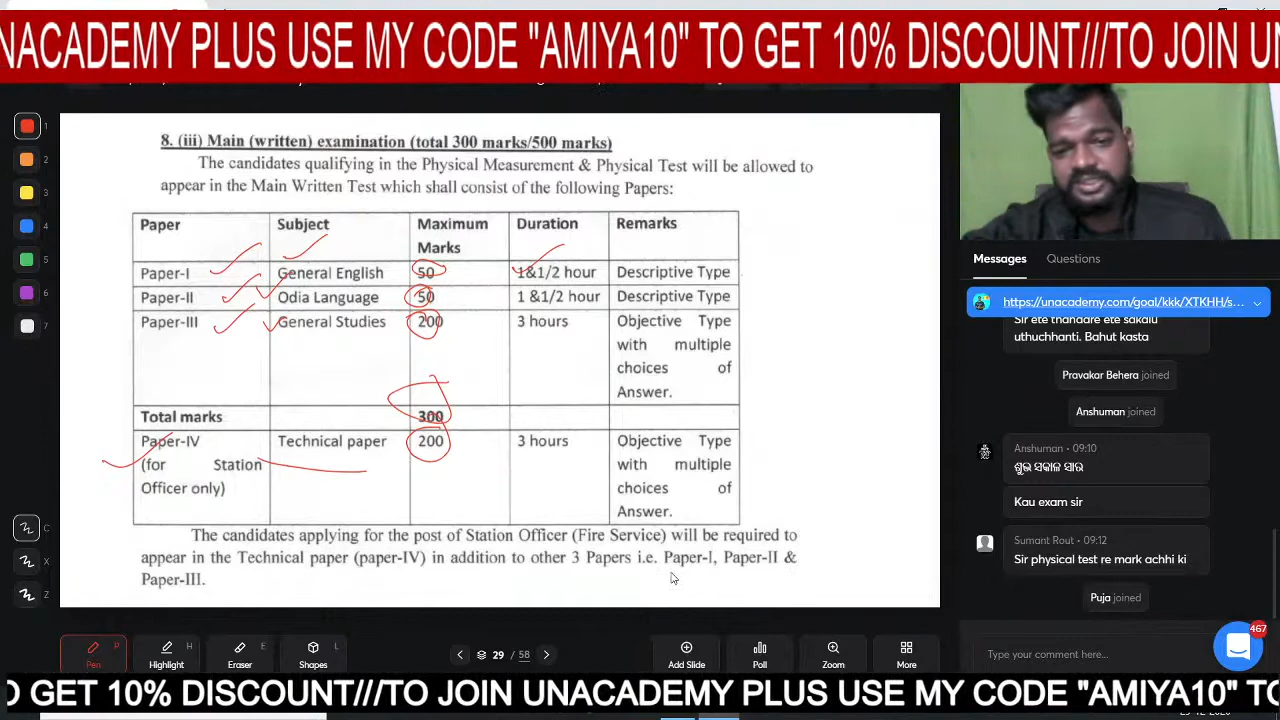 NACADEMY PLUS USE MY CODE "AMIYA10" TO GET 10% DISCOUNT///TO JOIN UN
8. (iii) Main (written) examination (total 300 marks/500 marks)
The candidates qualifying in the Physical Measurement & Physical Test will be allowed to
appear in the Main Written Test which shall consist of the following Papers:
Paper Subject Maximum Marks Duration Remarks
Paper-I General English 50 1&1/2 hour Descriptive Type
Paper-II Odia Language 50 1 &1/2 hour Descriptive Type
Paper-III General Studies 200 3 hours Objective Type
with multiple
choices of
Answer.
Total marks 300
Paper-IV Technical paper 200 3 hours Objective Type
(for Station with multiple
Officer only) choices of
Answer.
The candidates applying for the post of Station Officer (Fire Service) will be required to
appear in the Technical paper (paper-IV) in addition to other 3 Papers i.e. Paper-I, Paper-II &
Paper-III.
1
2
3
4
5
6
7
C
X
Z
Messages Questions
https://unacademy.com/goal/kkk/XTKHH/s...
Sir ete thandare ete sakalu
uthuchhanti. Bahut kasta
Pravakar Behera joined
Anshuman joined
Anshuman • 09:10
ଶୁଭ ସକାଳ ସାର
Kau exam sir
Sumant Rout • 09:12
Sir physical test re mark achhi ki
Puja joined
467
Type your comment here...
Pen P
Highlight H
Eraser E
Shapes L
29 / 58
Add Slide
Poll
Zoom
More
O GET 10% DISCOUNT///TO JOIN UNACADEMY PLUS USE MY CODE "AMIYA10" TO